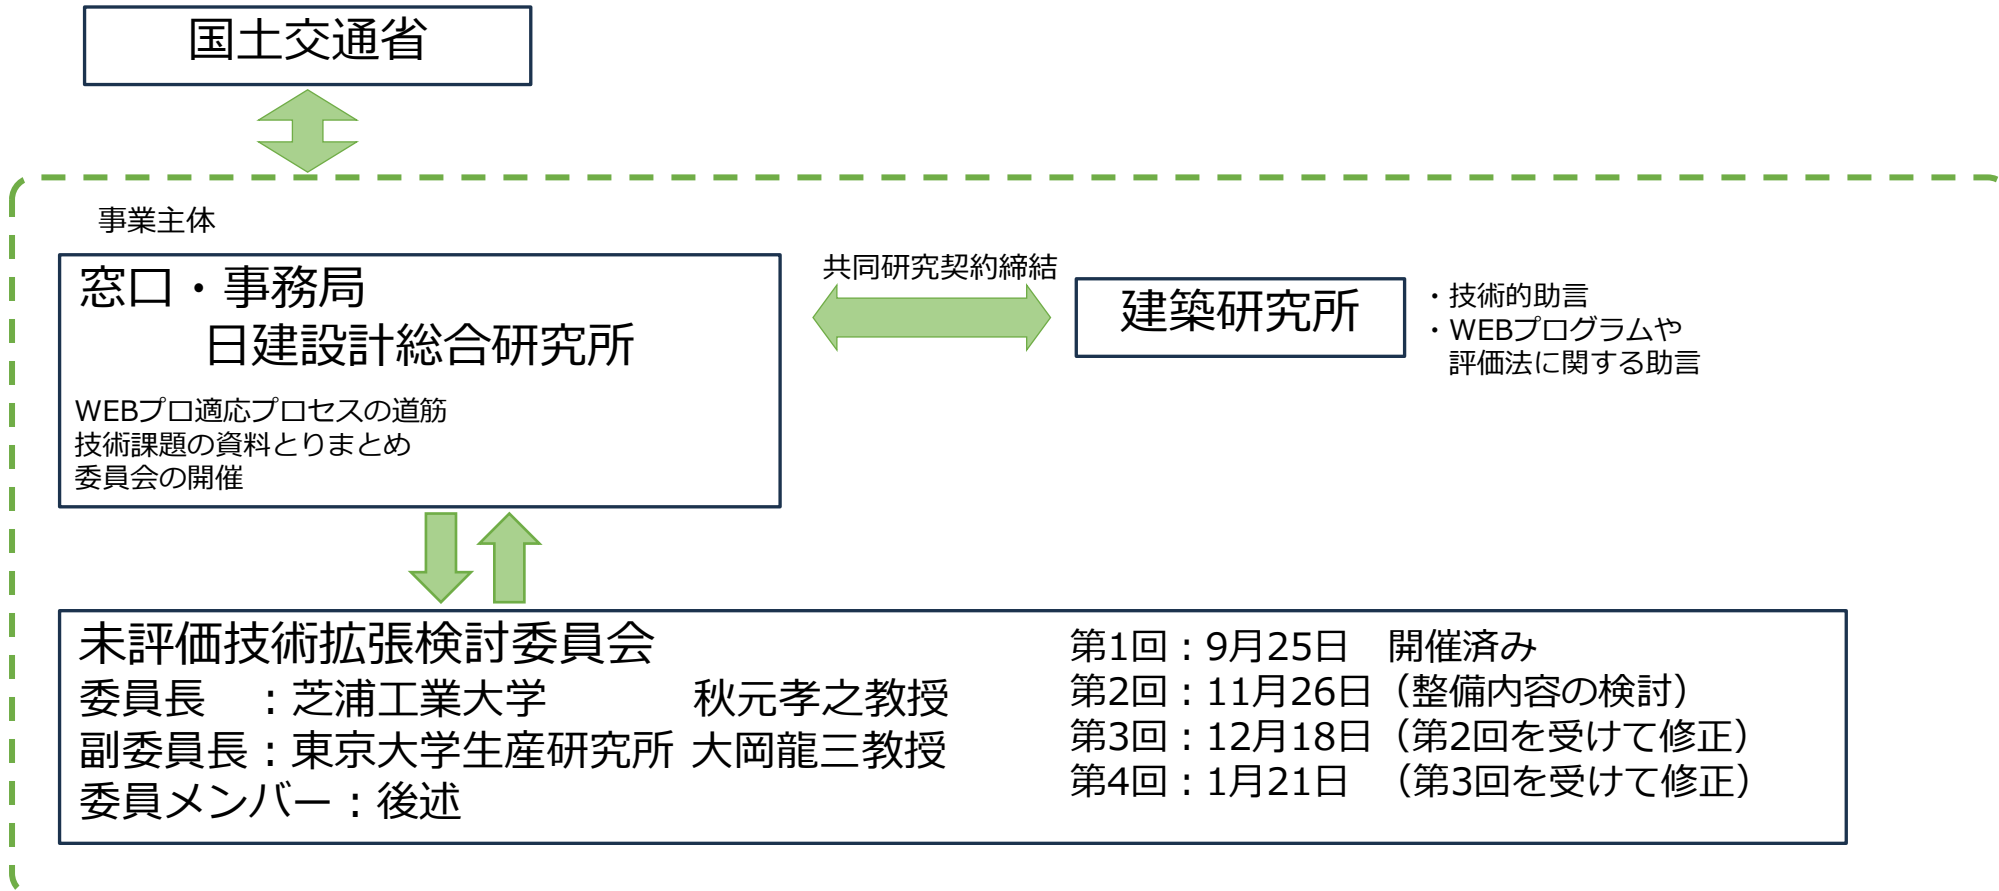 国土交通省
事業主体
窓口・事務局
日建設計総合研究所
WEBプロ適応プロセスの道筋
技術課題の資料とりまとめ
委員会の開催
共同研究契約締結
建築研究所
・技術的助言
・WEBプログラムや
評価法に関する助言
未評価技術拡張検討委員会
委員長　：芝浦工業大学　　　秋元孝之教授
副委員長：東京大学生産研究所 大岡龍三教授
委員メンバー：後述
第1回：9月25日　開催済み
第2回：11月26日（整備内容の検討）
第3回：12月18日（第2回を受けて修正）
第4回：1月21日　（第3回を受けて修正）